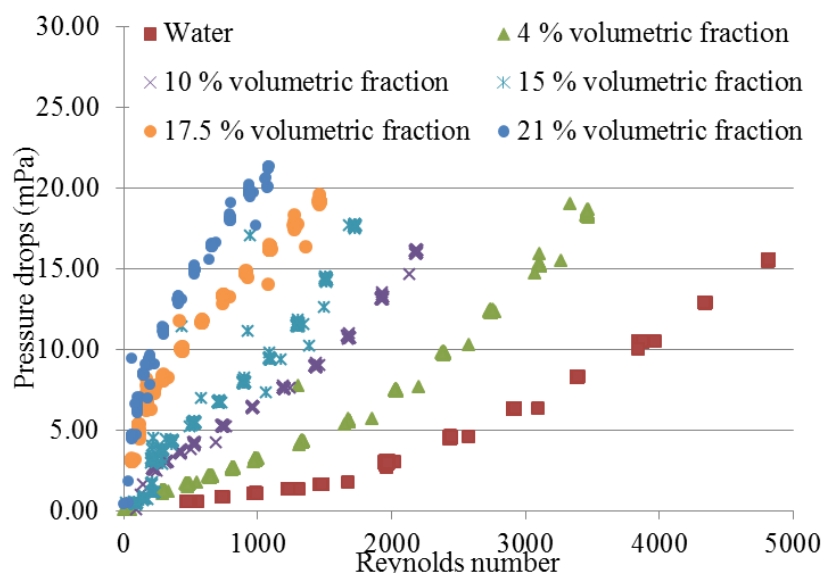 30.00
Water
4 % volumetric fraction
10 % volumetric fraction
15 % volumetric fraction
17.5 % volumetric fraction
21 % volumetric fraction
25.00
20.00
15.00
10.00
5.00
0.00
Pressure drops (mPa)
0 1000 2000 3000 4000 5000
Reynolds number